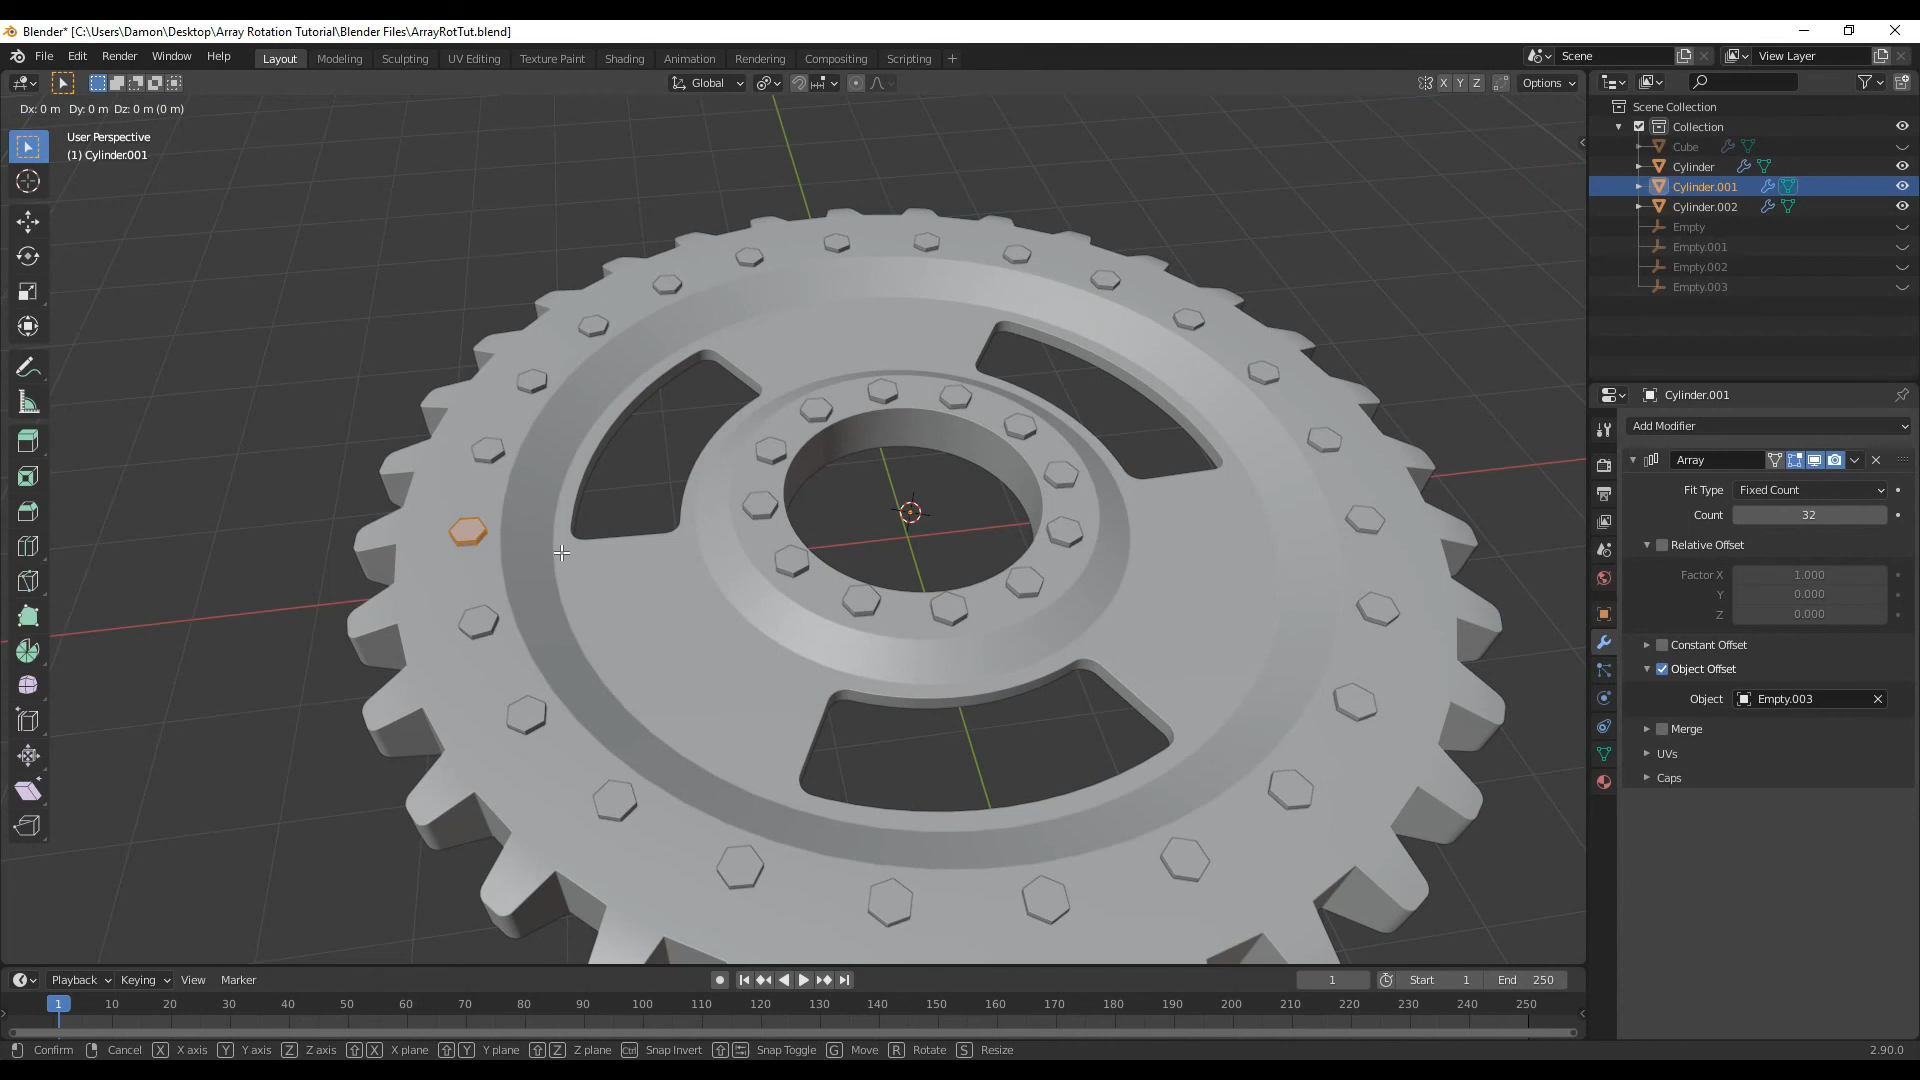 Blender* [C:\Users\Damon\Desktop\Array Rotation Tutorial\Blender Files\ArrayRotTut.blend]
File Edit Render Window Help Layout Modeling Sculpting UV Editing Texture Paint Shading Animation Rendering Compositing Scripting + Scene View Layer
Global X Y Z Options
Dx: 0 m Dy: 0 m Dz: 0 m (0 m)
User Perspective
(1) Cylinder.001
Scene Collection
Collection
Cube
Cylinder
Cylinder.001
Cylinder.002
Empty
Empty.001
Empty.002
Empty.003
Cylinder.001
Add Modifier
Array
Fit Type Fixed Count
Count 32
Relative Offset
Factor X 1.000
Y 0.000
Z 0.000
Constant Offset
Object Offset
Object Empty.003
Merge
UVs
Caps
Playback Keying View Marker 1 Start 1 End 250
1 10 20 30 40 50 60 70 80 90 100 110 120 130 140 150 160 170 180 190 200 210 220 230 240 250
Confirm Cancel X X axis Y Y axis Z Z axis X X plane Y Y plane Z Z plane Ctrl Snap Invert Snap Toggle G Move R Rotate S Resize 2.90.0